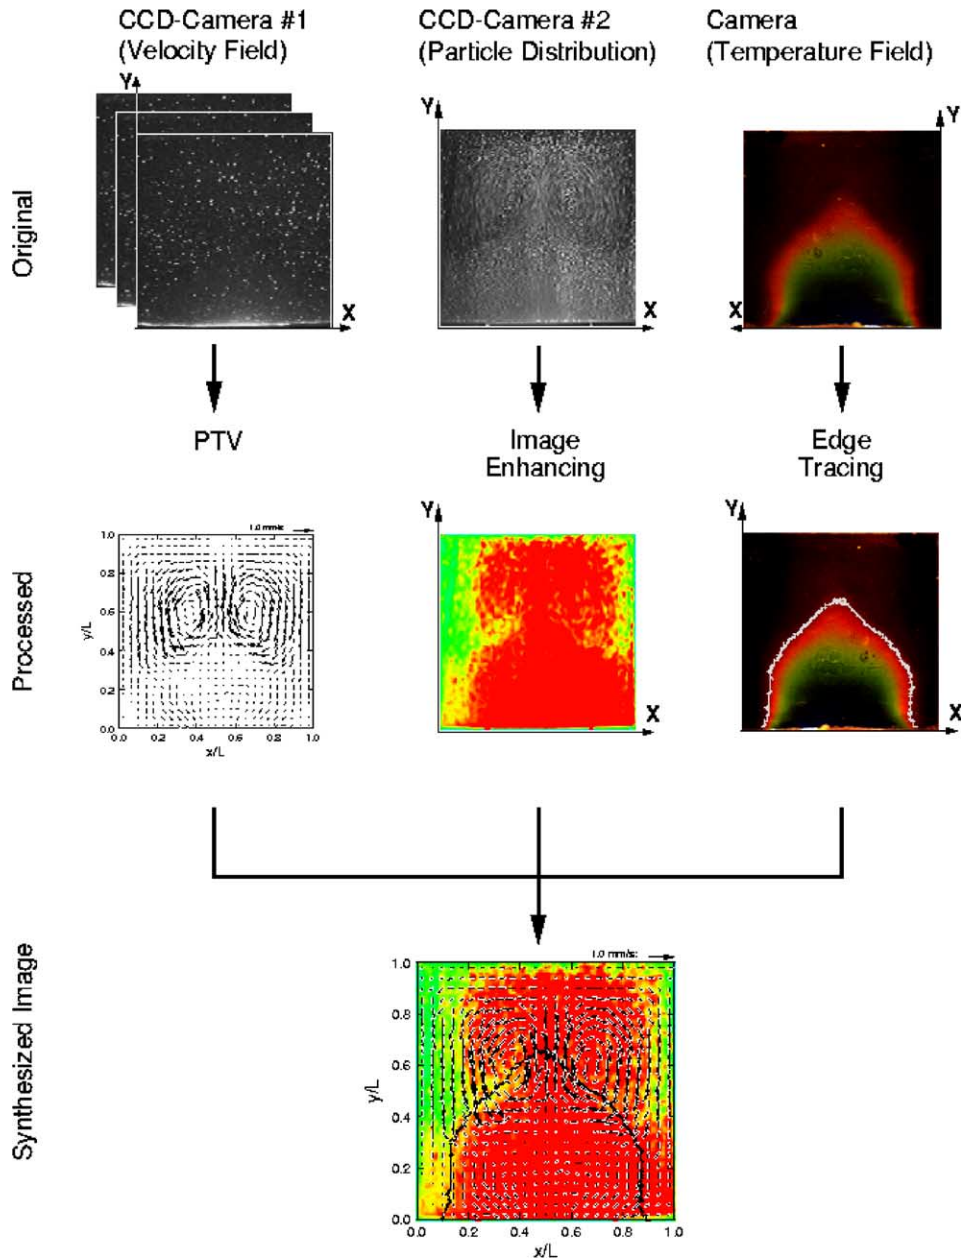 CCD-Camera #1
(Velocity Field)
CCD-Camera #2
(Particle Distribution)
Camera
(Temperature Field)
Original
Y
X
Y
X
Y
X
PTV
Image
Enhancing
Edge
Tracing
Processed
1.0 mm/s
1.0
0.8
0.6
0.4
0.2
0.0
y/L
0.0 0.2 0.4 0.6 0.8 1.0
x/L
Y
X
Y
X
Synthesized Image
1.0 mm/s
1.0
0.8
0.6
0.4
0.2
0.0
y/L
0.0 0.2 0.4 0.6 0.8 1.0
x/L